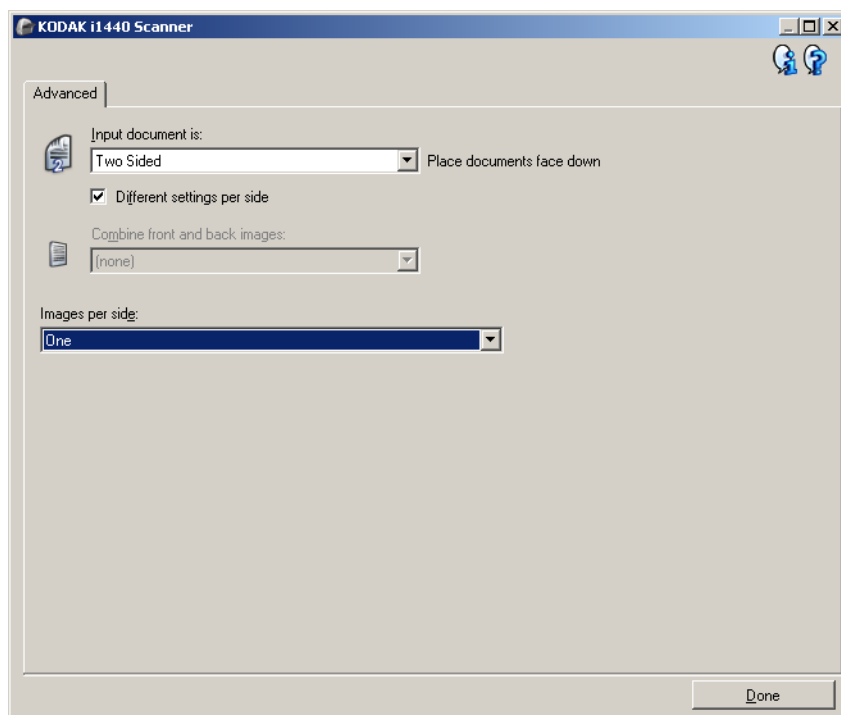 KODAK i1440 Scanner
Advanced
Input document is:
Two Sided Place documents face down
Different settings per side
Combine front and back images:
(none)
Images per side:
One
Done